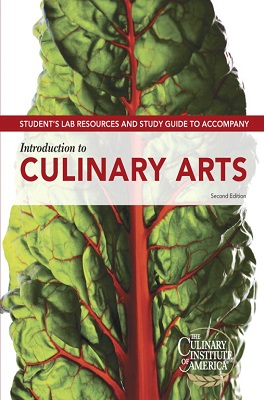 STUDENT'S LAB RESOURCES AND STUDY GUIDE TO ACCOMPANY
Introduction to
CULINARY ARTS
Second Edition
The
CULINARY
INSTITUTE
OF
AMERICA®